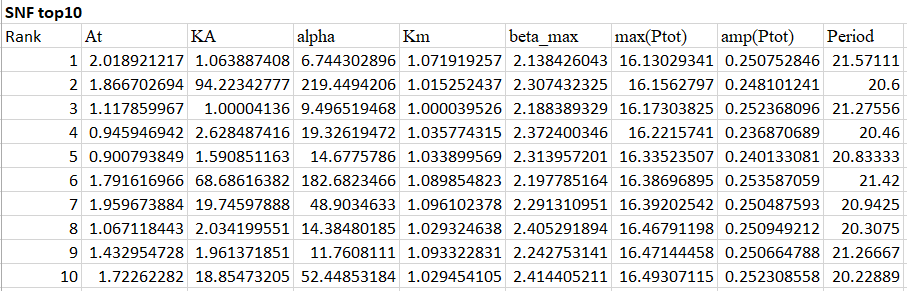 SNF top10
Rank At KA alpha Km beta_max max(Ptot) amp(Ptot) Period
1 2.018921217 1.063887408 6.744302896 1.071919257 2.138426043 16.13029341 0.250752846 21.57111
2 1.866702694 94.22342777 219.4494206 1.015252437 2.307432325 16.1562797 0.248101241 20.6
3 1.117859967 1.00004136 9.496519468 1.000039526 2.188389329 16.17303825 0.252368096 21.27556
4 0.945946942 2.628487416 19.32619472 1.035774315 2.372400346 16.2215741 0.236870689 20.46
5 0.900793849 1.590851163 14.6775786 1.033899569 2.313957201 16.33523507 0.240133081 20.83333
6 1.791616966 68.68616382 182.6823466 1.089854823 2.197785164 16.38696895 0.253587059 21.42
7 1.959673884 19.74597888 48.9034633 1.096102378 2.291310951 16.39202542 0.250487593 20.9425
8 1.067118443 2.034199551 14.38480185 1.029324638 2.405291894 16.46791198 0.250949212 20.3075
9 1.432954728 1.961371851 11.7608111 1.093322831 2.242753141 16.47144458 0.250664788 21.26667
10 1.72262282 18.85473205 52.44853184 1.029454105 2.414405211 16.49307115 0.252308558 20.22889